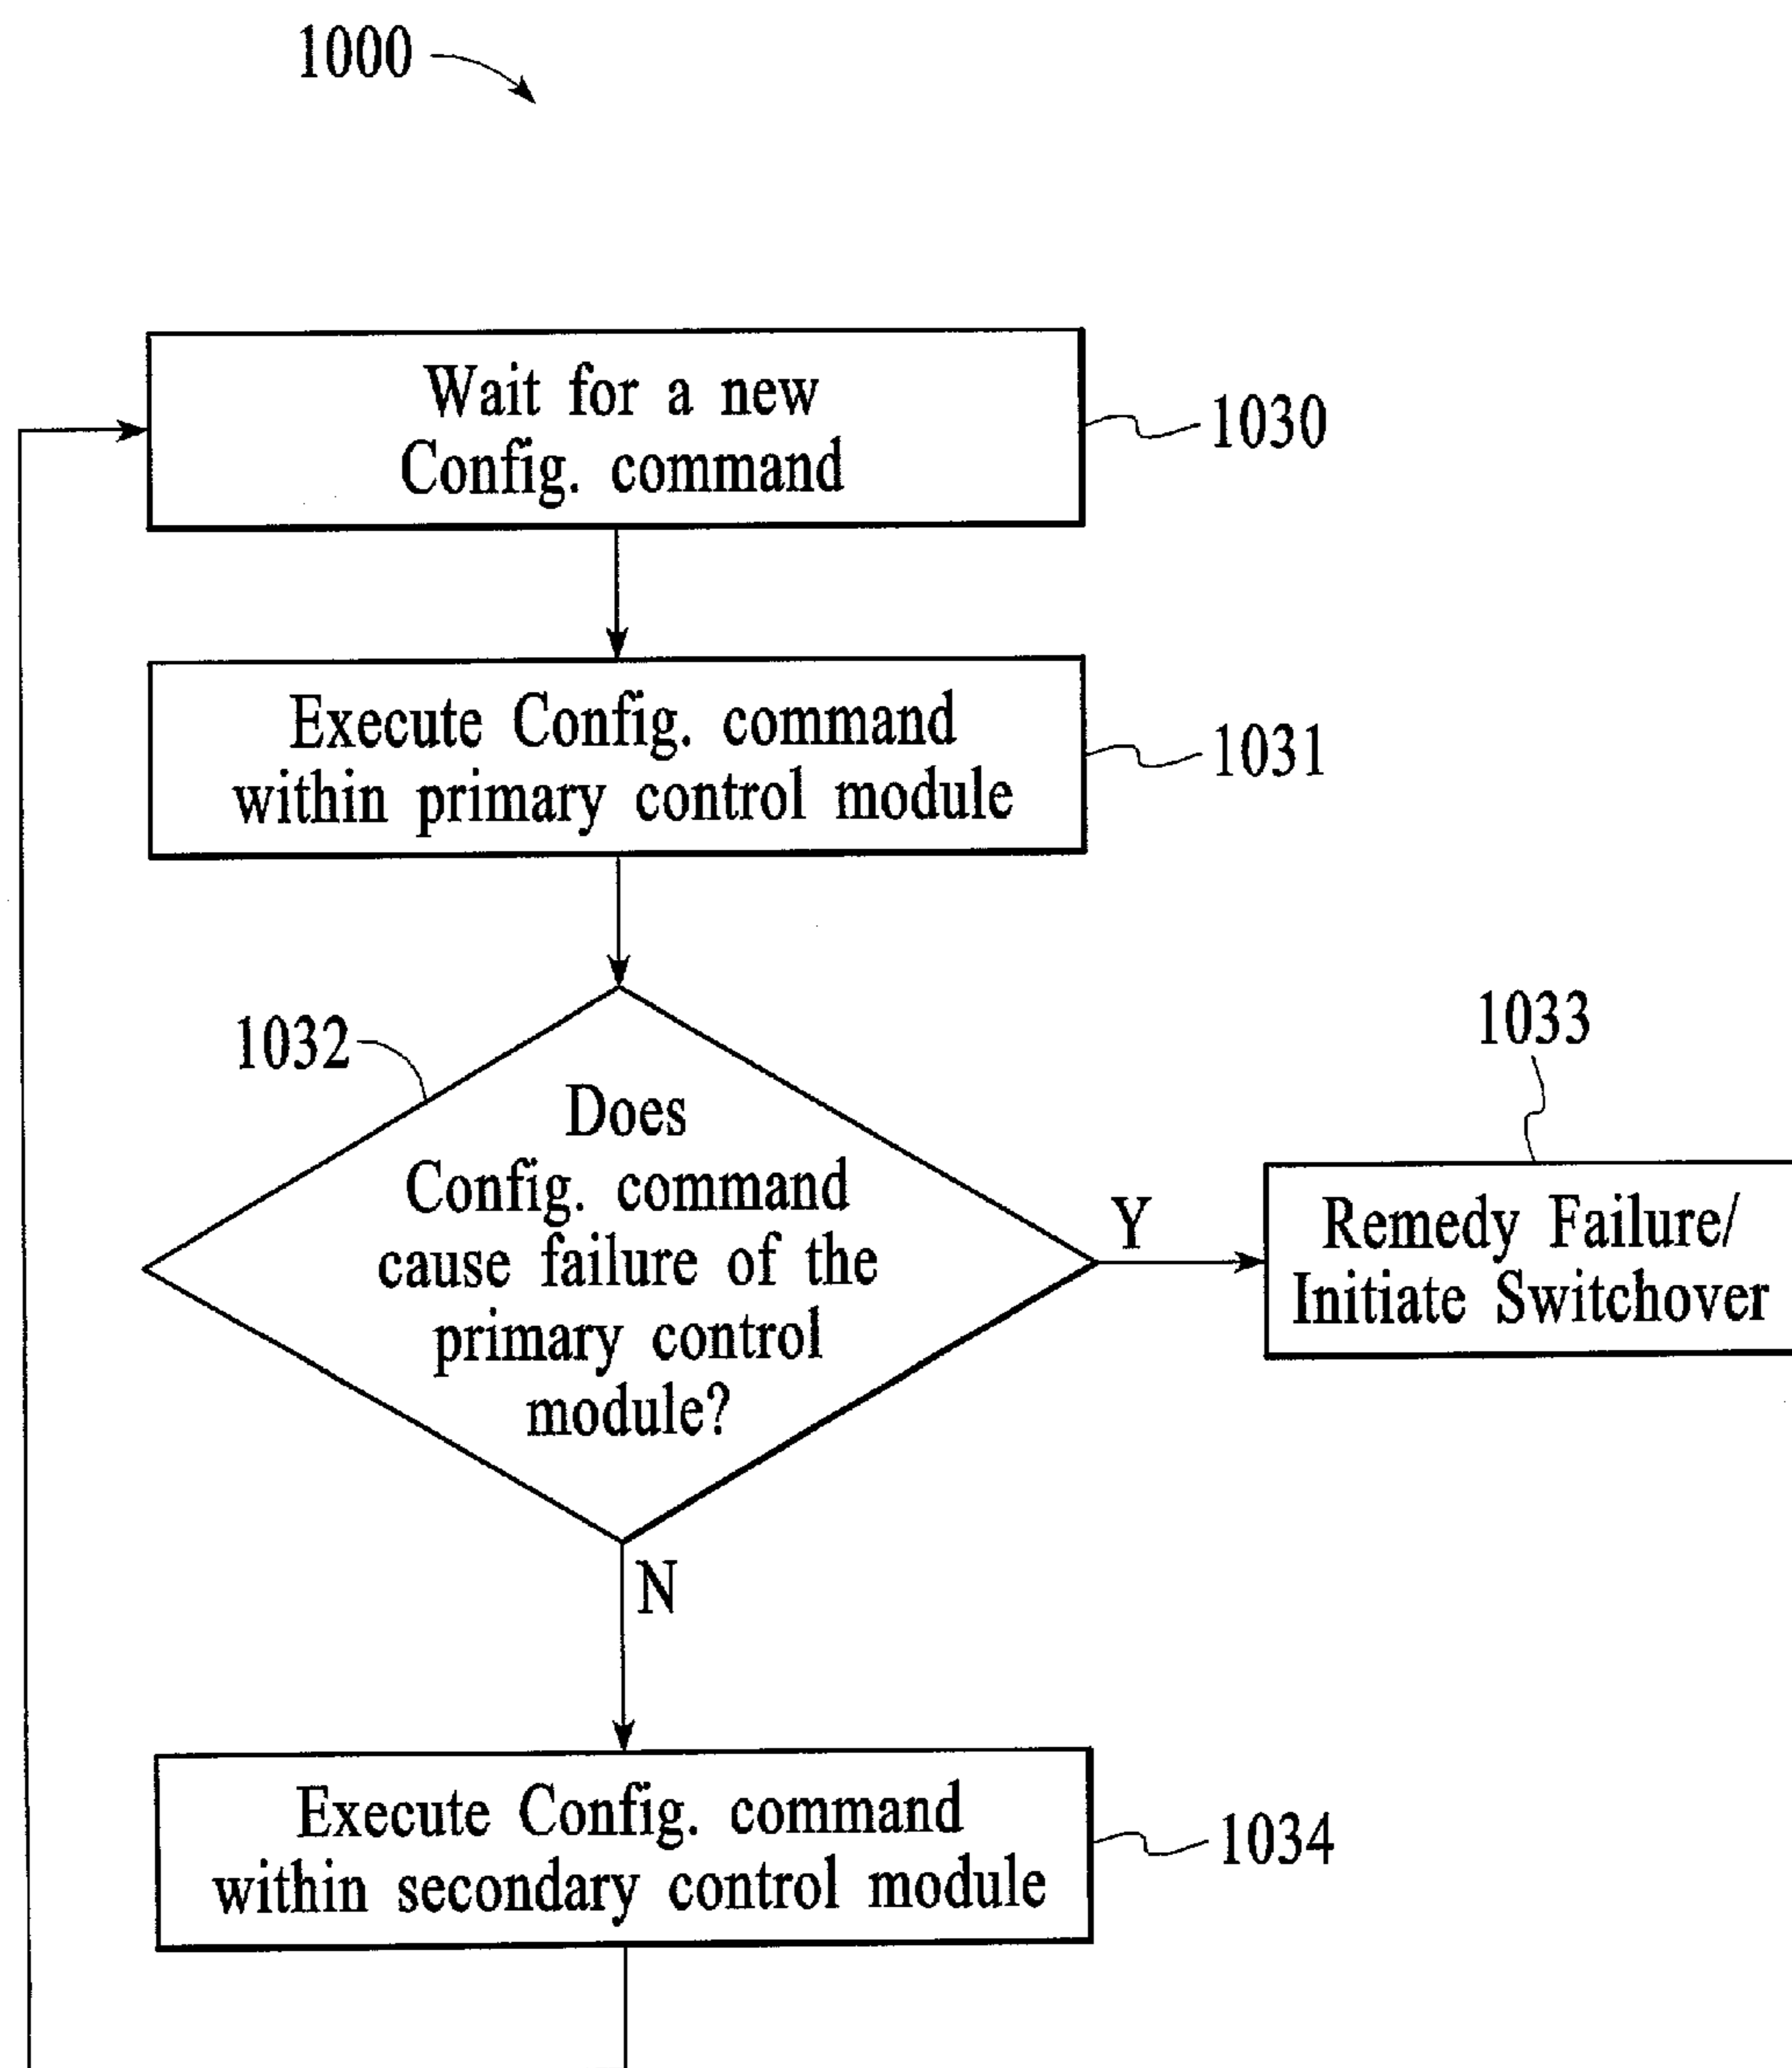 1000
Wait for a new
Config. command
1030
Execute Config. command
within primary control module
1031
1032
Does
Config. command
cause failure of the
primary control
module?
Y
1033
Remedy Failure/
Initiate Switchover
N
Execute Config. command
within secondary control module
1034